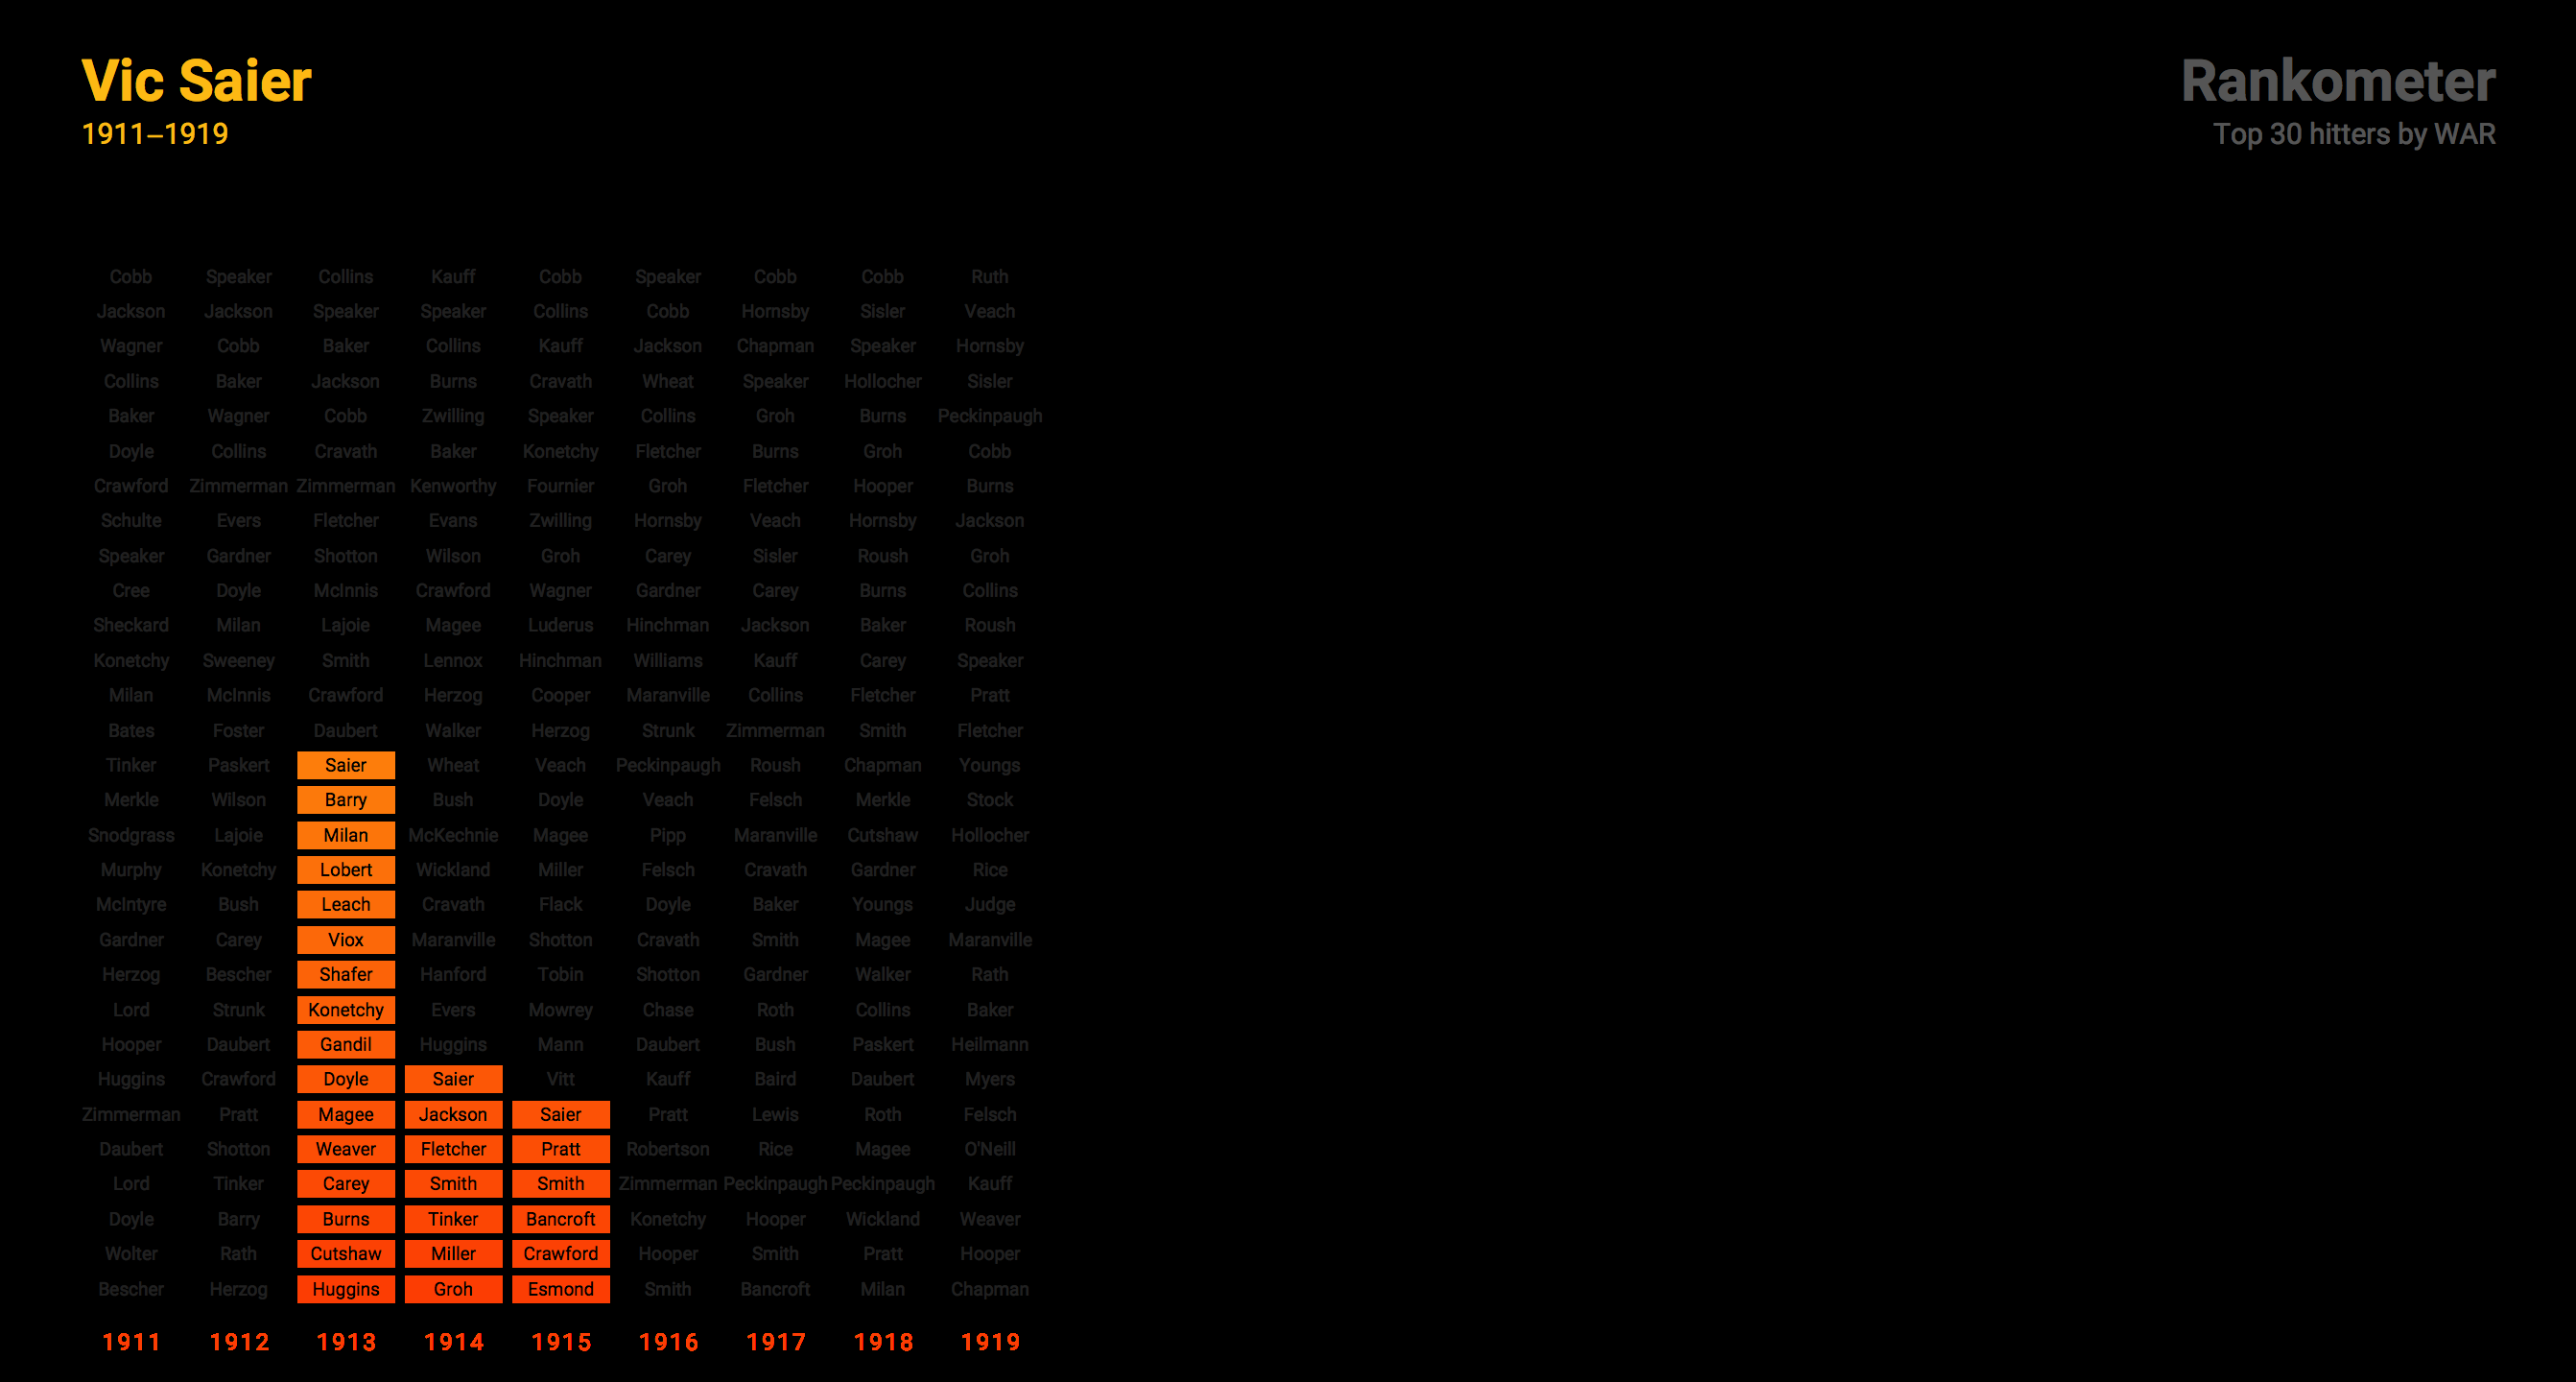 Vic Saier
1911–1919
Rankometer
Top 30 hitters by WAR
Cobb Speaker Collins Kauff Cobb Speaker Cobb Cobb Ruth
Jackson Jackson Speaker Speaker Collins Cobb Hornsby Sisler Veach
Wagner Cobb Baker Collins Kauff Jackson Chapman Speaker Hornsby
Collins Baker Jackson Burns Cravath Wheat Speaker Hollocher Sisler
Baker Wagner Cobb Zwilling Speaker Collins Groh Burns Peckinpaugh
Doyle Collins Cravath Baker Konetchy Fletcher Burns Groh Cobb
Crawford Zimmerman Zimmerman Kenworthy Fournier Groh Fletcher Hooper Burns
Schulte Evers Fletcher Evans Zwilling Hornsby Veach Hornsby Jackson
Speaker Gardner Shotton Wilson Groh Carey Sisler Roush Groh
Cree Doyle McInnis Crawford Wagner Gardner Carey Burns Collins
Sheckard Milan Lajoie Magee Luderus Hinchman Jackson Baker Roush
Konetchy Sweeney Smith Lennox Hinchman Williams Kauff Carey Speaker
Milan McInnis Crawford Herzog Cooper Maranville Collins Fletcher Pratt
Bates Foster Daubert Walker Herzog Strunk Zimmerman Smith Fletcher
Tinker Paskert Saier Wheat Veach Peckinpaugh Roush Chapman Youngs
Merkle Wilson Barry Bush Doyle Veach Felsch Merkle Stock
Snodgrass Lajoie Milan McKechnie Magee Pipp Maranville Cutshaw Hollocher
Murphy Konetchy Lobert Wickland Miller Felsch Cravath Gardner Rice
McIntyre Bush Leach Cravath Flack Doyle Baker Youngs Judge
Gardner Carey Viox Maranville Shotton Cravath Smith Magee Maranville
Herzog Bescher Shafer Hanford Tobin Shotton Gardner Walker Rath
Lord Strunk Konetchy Evers Mowrey Chase Roth Collins Baker
Hooper Daubert Gandil Huggins Mann Daubert Bush Paskert Heilmann
Huggins Crawford Doyle Saier Vitt Kauff Baird Daubert Myers
Zimmerman Pratt Magee Jackson Saier Pratt Lewis Roth Felsch
Daubert Shotton Weaver Fletcher Pratt Robertson Rice Magee O'Neill
Lord Tinker Carey Smith Smith Zimmerman Peckinpaugh Peckinpaugh Kauff
Doyle Barry Burns Tinker Bancroft Konetchy Hooper Wickland Weaver
Wolter Rath Cutshaw Miller Crawford Hooper Smith Pratt Hooper
Bescher Herzog Huggins Groh Esmond Smith Bancroft Milan Chapman
1911 1912 1913 1914 1915 1916 1917 1918 1919